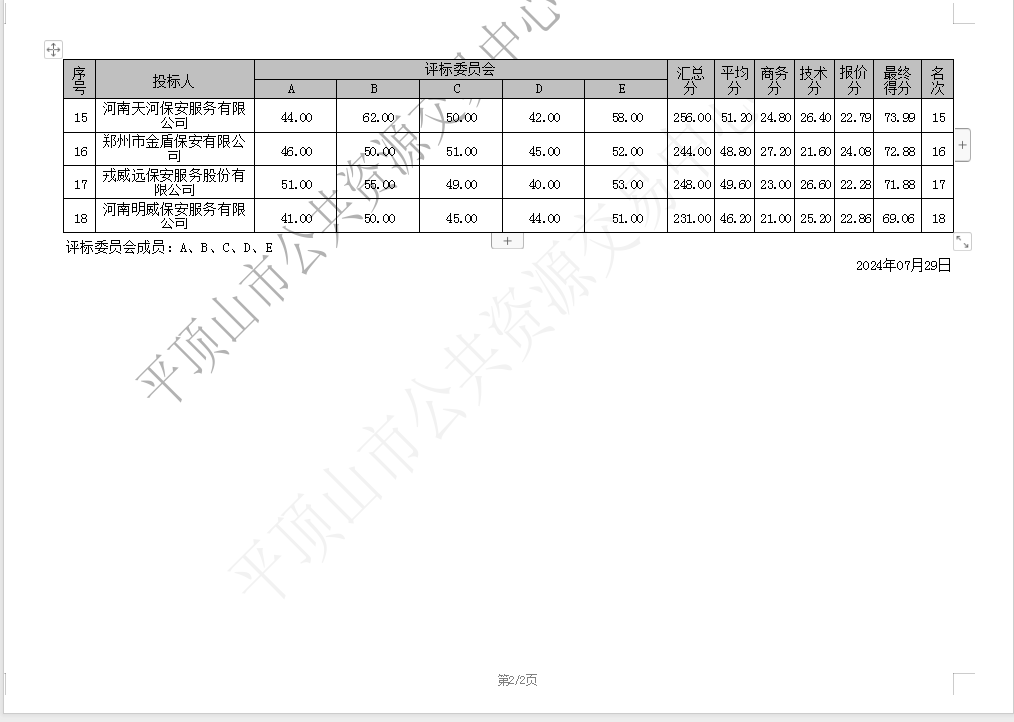 序号 投标人 评标委员会 汇总分 平均分 商务分 技术分 报价分 最终得分 名次
A B C D E
15 河南天河保安服务有限公司 44.00 62.00 50.00 42.00 58.00 256.00 51.20 24.80 26.40 22.79 73.99 15
16 郑州市金盾保安有限公司 46.00 50.00 51.00 45.00 52.00 244.00 48.80 27.20 21.60 24.08 72.88 16
17 戎威远保安服务股份有限公司 51.00 55.00 49.00 40.00 53.00 248.00 49.60 23.00 26.60 22.28 71.88 17
18 河南明威保安服务有限公司 41.00 50.00 45.00 44.00 51.00 231.00 46.20 21.00 25.20 22.86 69.06 18
评标委员会成员：A、B、C、D、E
2024年07月29日
平顶山市公共资源交易中心
平顶山市公共资源交易中心
第2/2页